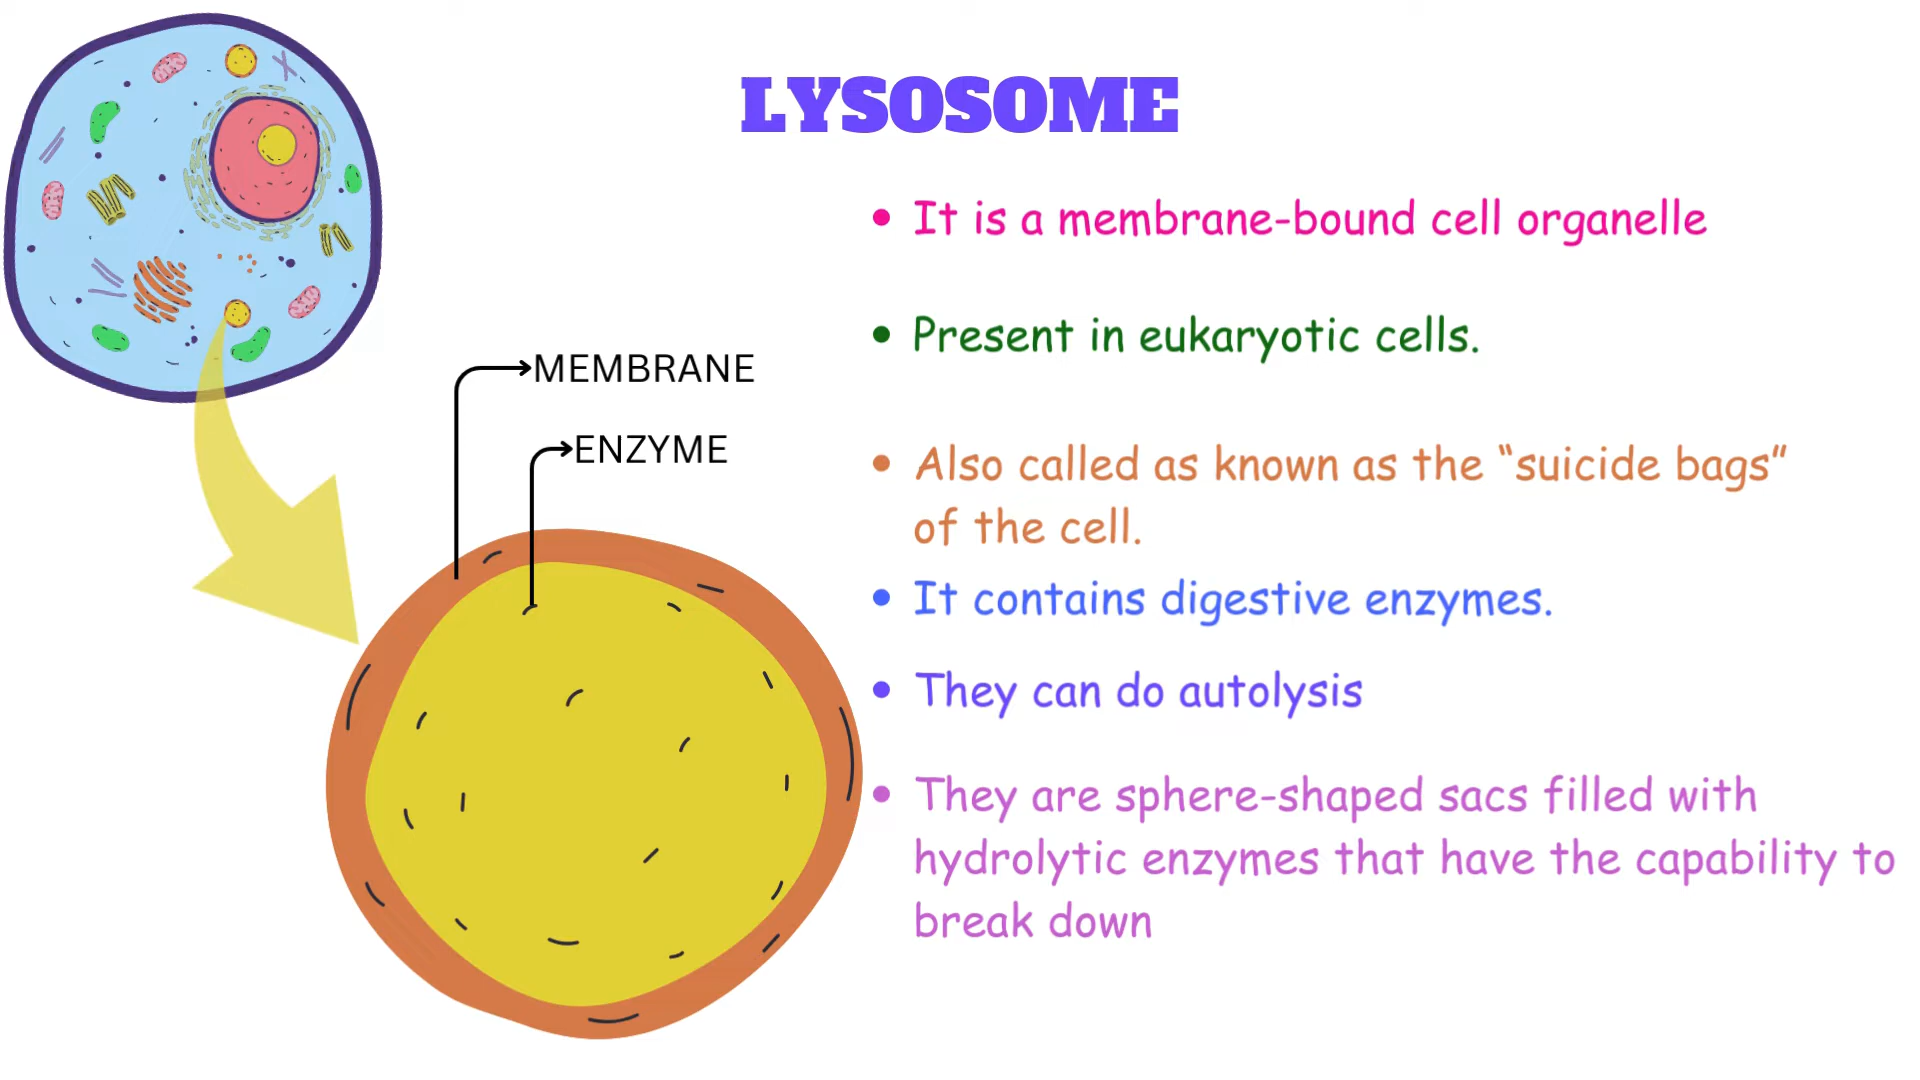 LYSOSOME
• It is a membrane-bound cell organelle
• Present in eukaryotic cells.
MEMBRANE
ENZYME
• Also called as known as the “suicide bags”
of the cell.
• It contains digestive enzymes.
• They can do autolysis
• They are sphere-shaped sacs filled with
hydrolytic enzymes that have the capability to
break down